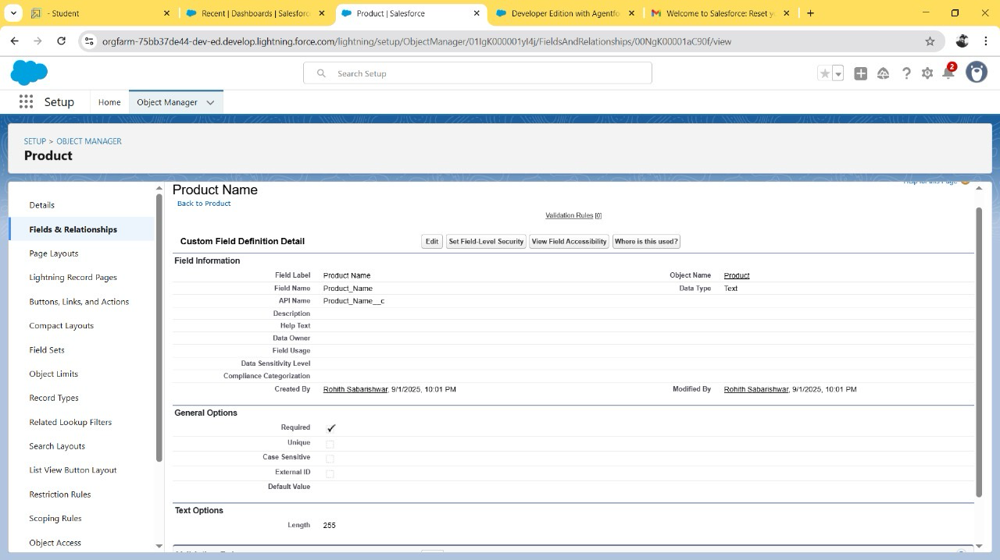 - Student
Recent | Dashboards | Salesforc
Product | Salesforce
Developer Edition with Agentfo
Welcome to Salesforce: Reset y
orgfarm-75bb37de44-dev-ed.develop.lightning.force.com/lightning/setup/ObjectManager/01IgK000001yI4j/FieldsAndRelationships/00NgK00001aC90f/view
Search Setup
2
Setup
Home
Object Manager
SETUP > OBJECT MANAGER
Product
Details
Fields & Relationships
Page Layouts
Lightning Record Pages
Buttons, Links, and Actions
Compact Layouts
Field Sets
Object Limits
Record Types
Related Lookup Filters
Search Layouts
List View Button Layout
Restriction Rules
Scoping Rules
Object Access
Product Name
Help for this Page
Back to Product
Validation Rules [0]
Custom Field Definition Detail
Edit
Set Field-Level Security
View Field Accessibility
Where is this used?
Field Information
Field Label Product Name Object Name Product
Field Name Product_Name Data Type Text
API Name Product_Name__c
Description
Help Text
Data Owner
Field Usage
Data Sensitivity Level
Compliance Categorization
Created By Rohith Sabarishwar, 9/1/2025, 10:01 PM Modified By Rohith Sabarishwar, 9/1/2025, 10:01 PM
General Options
Required
Unique
Case Sensitive
External ID
Default Value
Text Options
Length 255